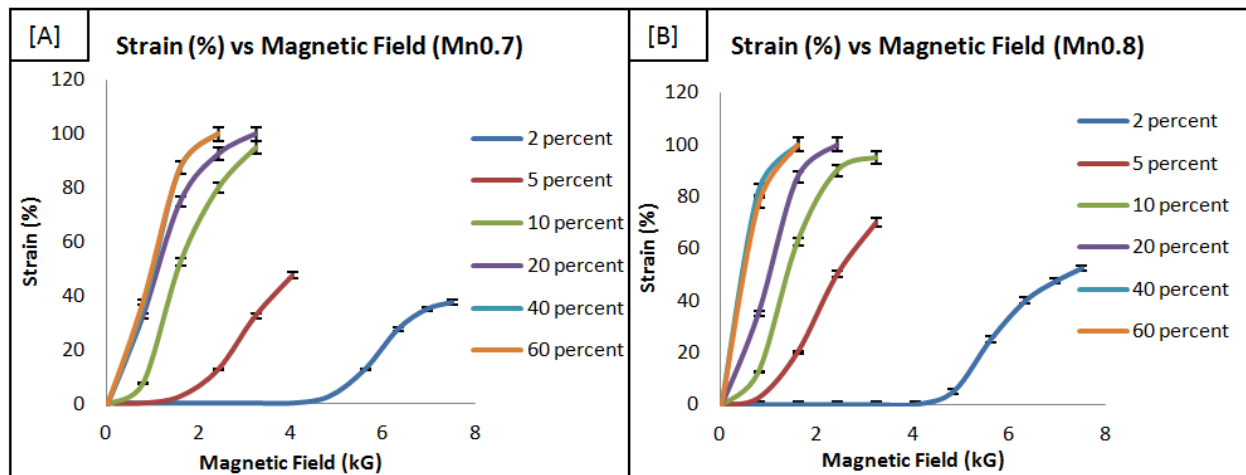 [A]
Strain (%) vs Magnetic Field (Mn0.7)
120
100
80
60
40
20
0
Strain (%)
0 2 4 6 8
Magnetic Field (kG)
2 percent
5 percent
10 percent
20 percent
40 percent
60 percent
[B]
Strain (%) vs Magnetic Field (Mn0.8)
120
100
80
60
40
20
0
Strain (%)
0 2 4 6 8
Magnetic Field (kG)
2 percent
5 percent
10 percent
20 percent
40 percent
60 percent